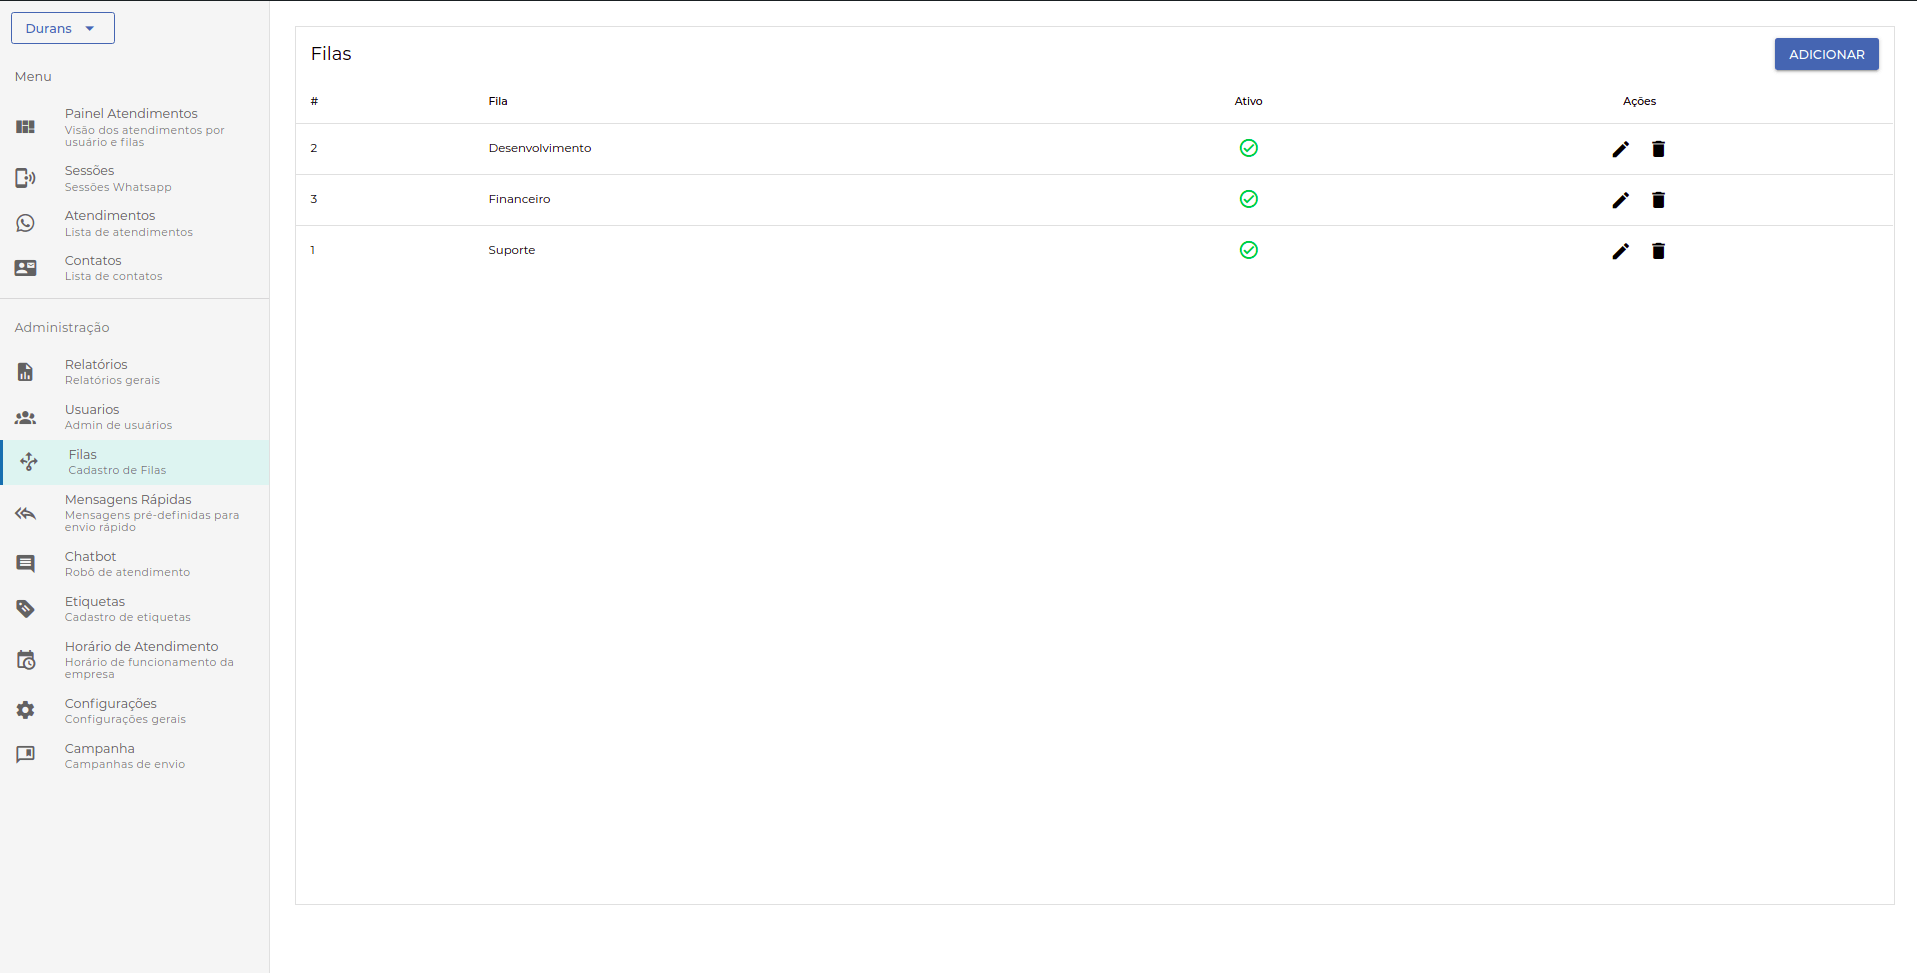 Durans
Menu
Painel Atendimentos
Visão dos atendimentos por
usuário e filas
Sessões
Sessões Whatsapp
Atendimentos
Lista de atendimentos
Contatos
Lista de contatos
Administração
Relatórios
Relatórios gerais
Usuarios
Admin de usuários
Filas
Cadastro de Filas
Mensagens Rápidas
Mensagens pré-definidas para
envio rápido
Chatbot
Robô de atendimento
Etiquetas
Cadastro de etiquetas
Horário de Atendimento
Horário de funcionamento da
empresa
Configurações
Configurações gerais
Campanha
Campanhas de envio
Filas
ADICIONAR
# Fila Ativo Ações
2 Desenvolvimento
3 Financeiro
1 Suporte